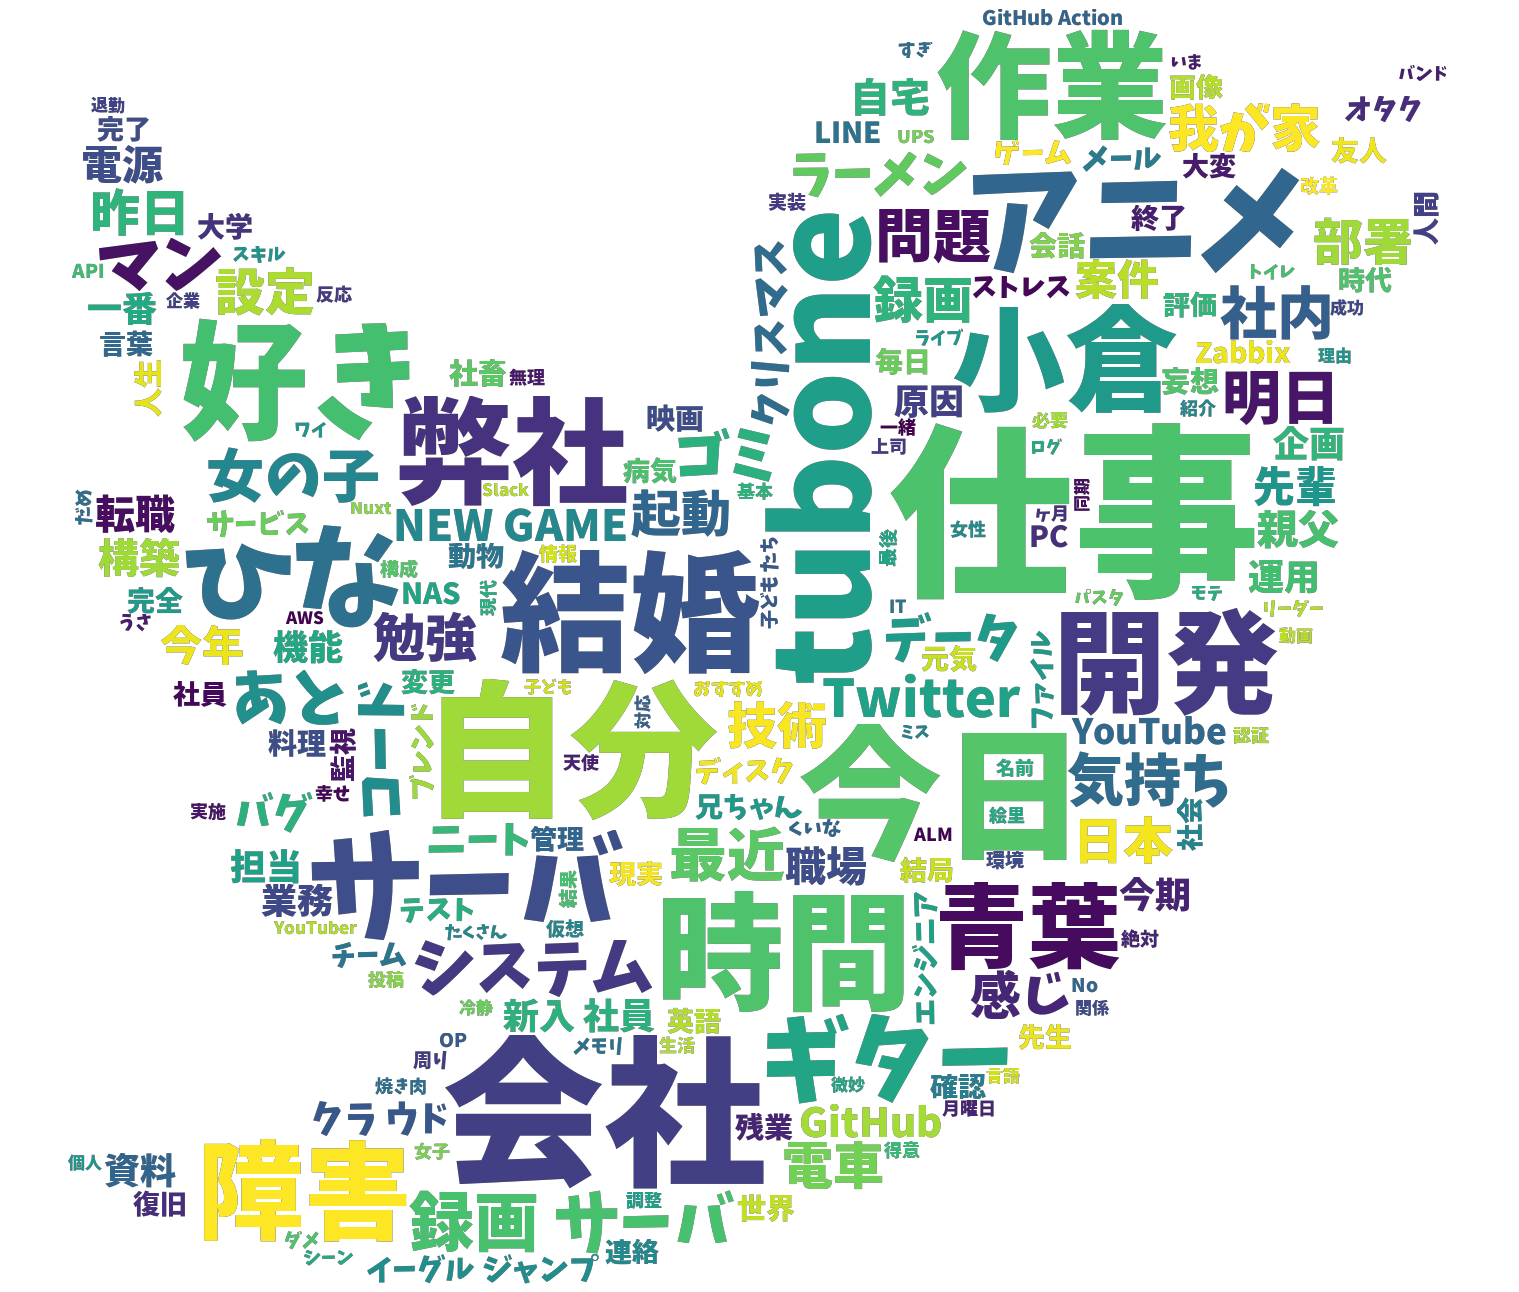 GitHub Action
すぎ
作業
いま
バンド
自宅
画像
オタク
退勤
完了
LINE
UPS
我が家
友人
電源
ラーメン
ゲーム
メール
大変
昨日
大学
実装
アニメ
改革
人間
終了
問題
会話
部署
マン
スキル
API
設定
反応
tubone
クリスマス
録画
ストレス
案件
トイレ
時代
一番
企業
評価
社内
成功
言葉
好き
ライブ
小倉
Zabbix
理由
人生
社畜
無理
毎日
妄想
明日
原因
紹介
弊社
映画
ワイ
一緒
必要
上司
ログ
企画
女の子
病気
ゴミ
仕事
先輩
Slack
基本
同期
ため
転職
Nuxt
サービス
NEW GAME
起動
女性
ケ月
PC
親父
構築
ひな
動物
情報
子どもたち
最後
構成
結婚
運用
完全
NAS
現代
IT
パスタ
モテ
リーダー
うさ
AWS
今年
機能
勉強
データ
開発
動画
元気
ファイル
社員
あと
コード
変更
子ども
おすすめ
Twitter
自分
対応
技術
YouTube
認証
料理
監視
ブレンド
今日
ミス
天使
ディスク
名前
気持ち
幸せ
実施
バグ
兄ちゃん
絵里
社会
ニート
管理
くいな
ALM
日本
担当
サーバ
最近
職場
環境
現実
結局
業務
結果
テスト
時間
エンジニア
青葉
今期
YouTuber
たくさん
仮想
絶対
チーム
システム
投稿
感じ
No
冷静
新入 社員
英語
関係
ギター
先生
OP
メモリ
生活
周り
会社
微妙
確認
言語
焼き肉
クラウド
残業
GitHub
月曜日
障害
女子
電車
得意
個人
資料
復旧
録画 サーバ
調整
世界
ダメ
シーン
連絡
イーグル ジャンプ